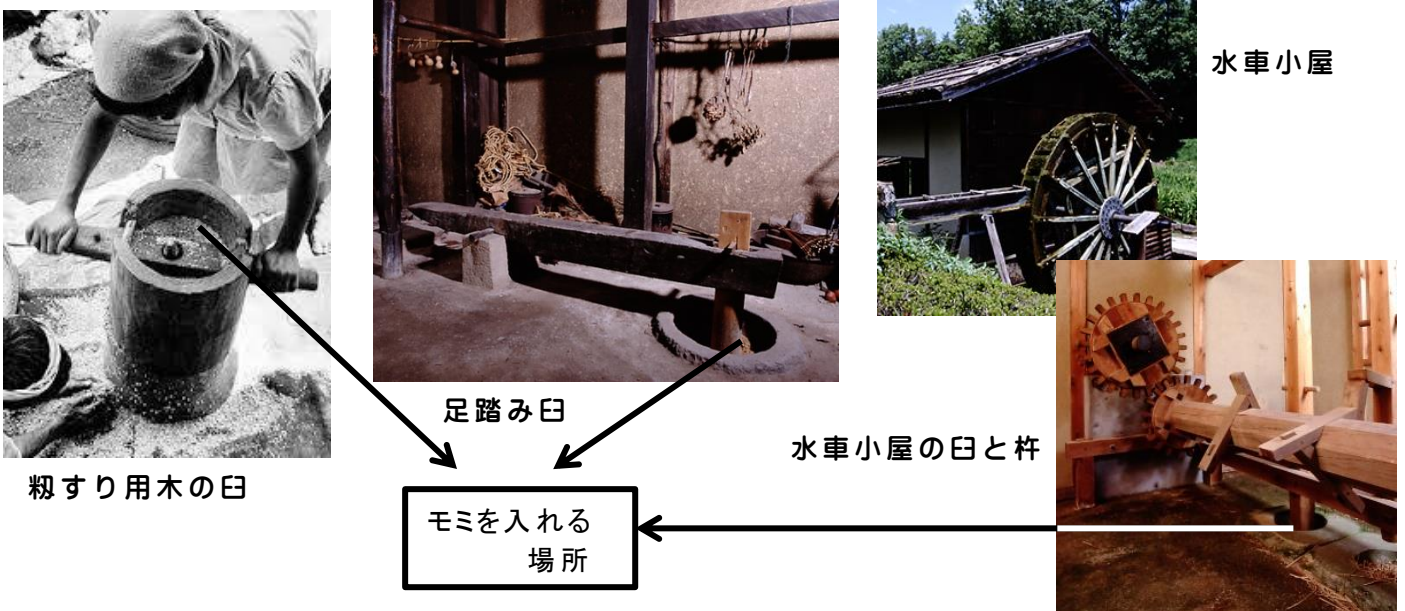 水車小屋
足踏み臼
水車小屋の臼と杵
籾すり用木の臼
モミを入れる
場所